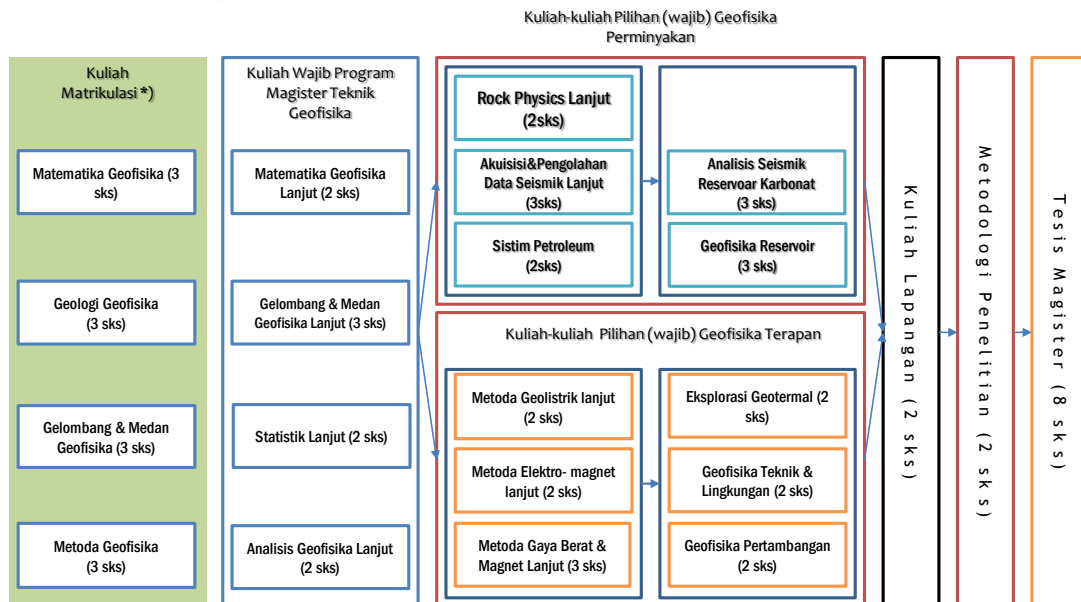 Kuliah-kuliah Pilihan (wajib) Geofisika
Perminyakan
Kuliah
Matrikulasi *)
Matematika Geofisika (3
sks)
Geologi Geofisika
(3 sks)
Gelombang & Medan
Geofisika (3 sks)
Metoda Geofisika
(3 sks)
Kuliah Wajib Program
Magister Teknik
Geofisika
Matematika Geofisika
Lanjut (2 sks)
Gelombang & Medan
Geofisika Lanjut (3 sks)
Statistik Lanjut (2 sks)
Analisis Geofisika Lanjut
(2 sks)
Rock Physics Lanjut
(2sks)
Akuisisi&Pengolahan
Data Seismik Lanjut
(3sks)
Sistim Petroleum
(2sks)
Analisis Seismik
Reservoar Karbonat
(3 sks)
Geofisika Reservoir
(3 sks)
Kuliah-kuliah Pilihan (wajib) Geofisika Terapan
Metoda Geolistrik lanjut
(2 sks)
Metoda Elektro- magnet
lanjut (2 sks)
Metoda Gaya Berat &
Magnet Lanjut (3 sks)
Eksplorasi Geotermal (2
sks)
Geofisika Teknik &
Lingkungan (2 sks)
Geofisika Pertambangan
(2 sks)
Kuliah Lapangan (2 sks)
Metodologi Penelitian (2 sks)
Tesis Magister (8 sks)